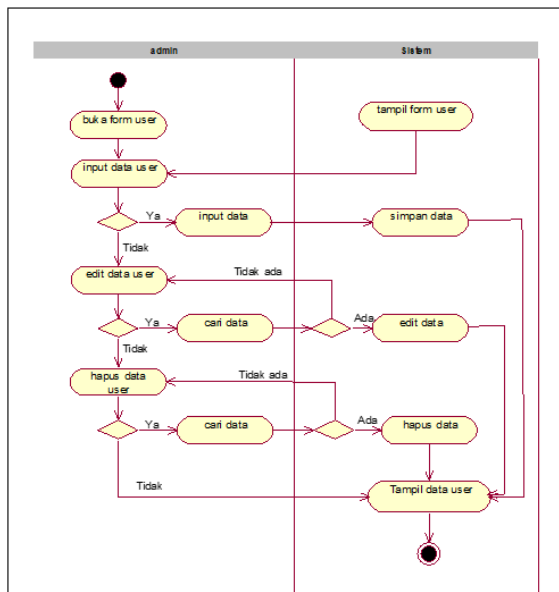 admin
Sistem
buka form user
tampil form user
input data user
Ya
input data
simpan data
Tidak
Tidak ada
edit data user
Ya
cari data
Ada
edit data
Tidak
hapus data
user
Tidak ada
Ya
cari data
Ada
hapus data
Tidak
Tampil data user